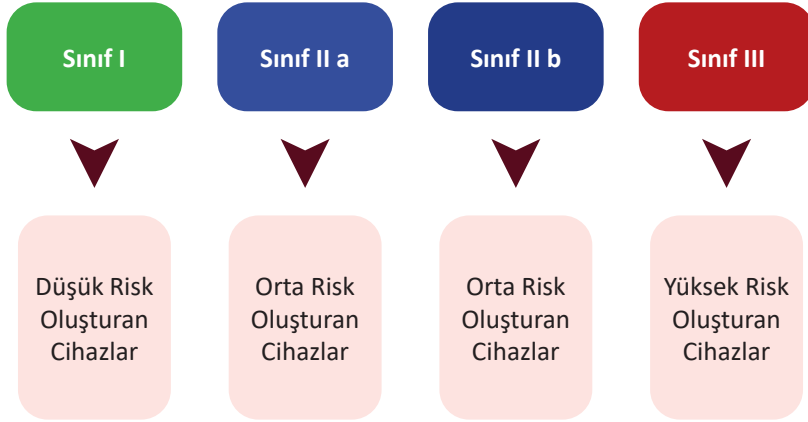 Sınıf I
Sınıf II a
Sınıf II b
Sınıf III
Düşük Risk
Oluşturan
Cihazlar
Orta Risk
Oluşturan
Cihazlar
Orta Risk
Oluşturan
Cihazlar
Yüksek Risk
Oluşturan
Cihazlar